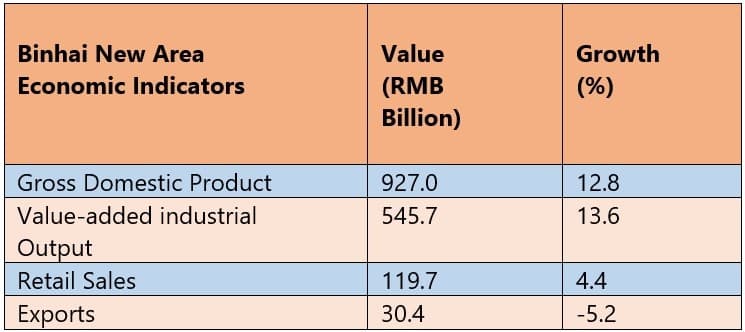 Binhai New Area
Economic Indicators
Value
(RMB
Billion)
Growth
(%)
Gross Domestic Product 927.0 12.8
Value-added industrial 545.7 13.6
Output
Retail Sales 119.7 4.4
Exports 30.4 -5.2